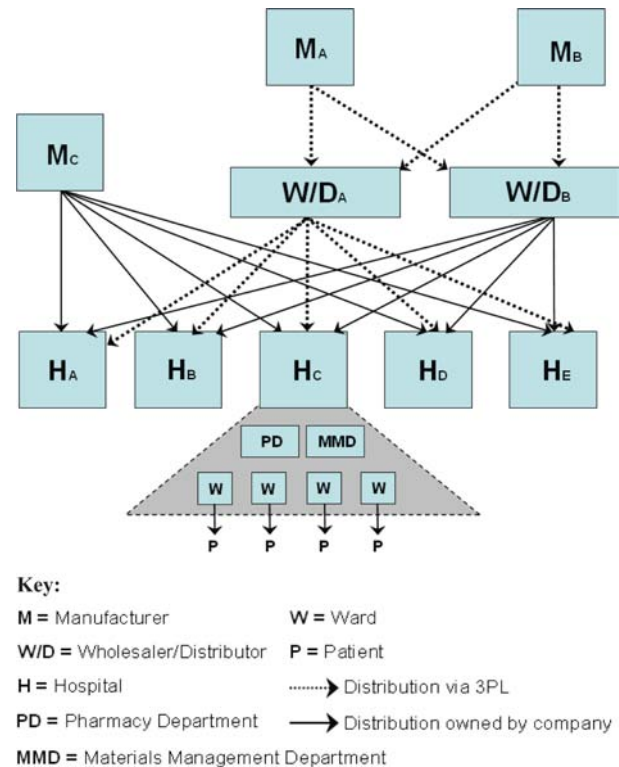 MA MB
MC
W/DA W/DB
HA HB HC HD HE
PD MMD
W W W W
P P P P
Key:
M = Manufacturer W = Ward
W/D = Wholesaler/Distributor P = Patient
H = Hospital Distribution via 3PL
PD = Pharmacy Department Distribution owned by company
MMD = Materials Management Department